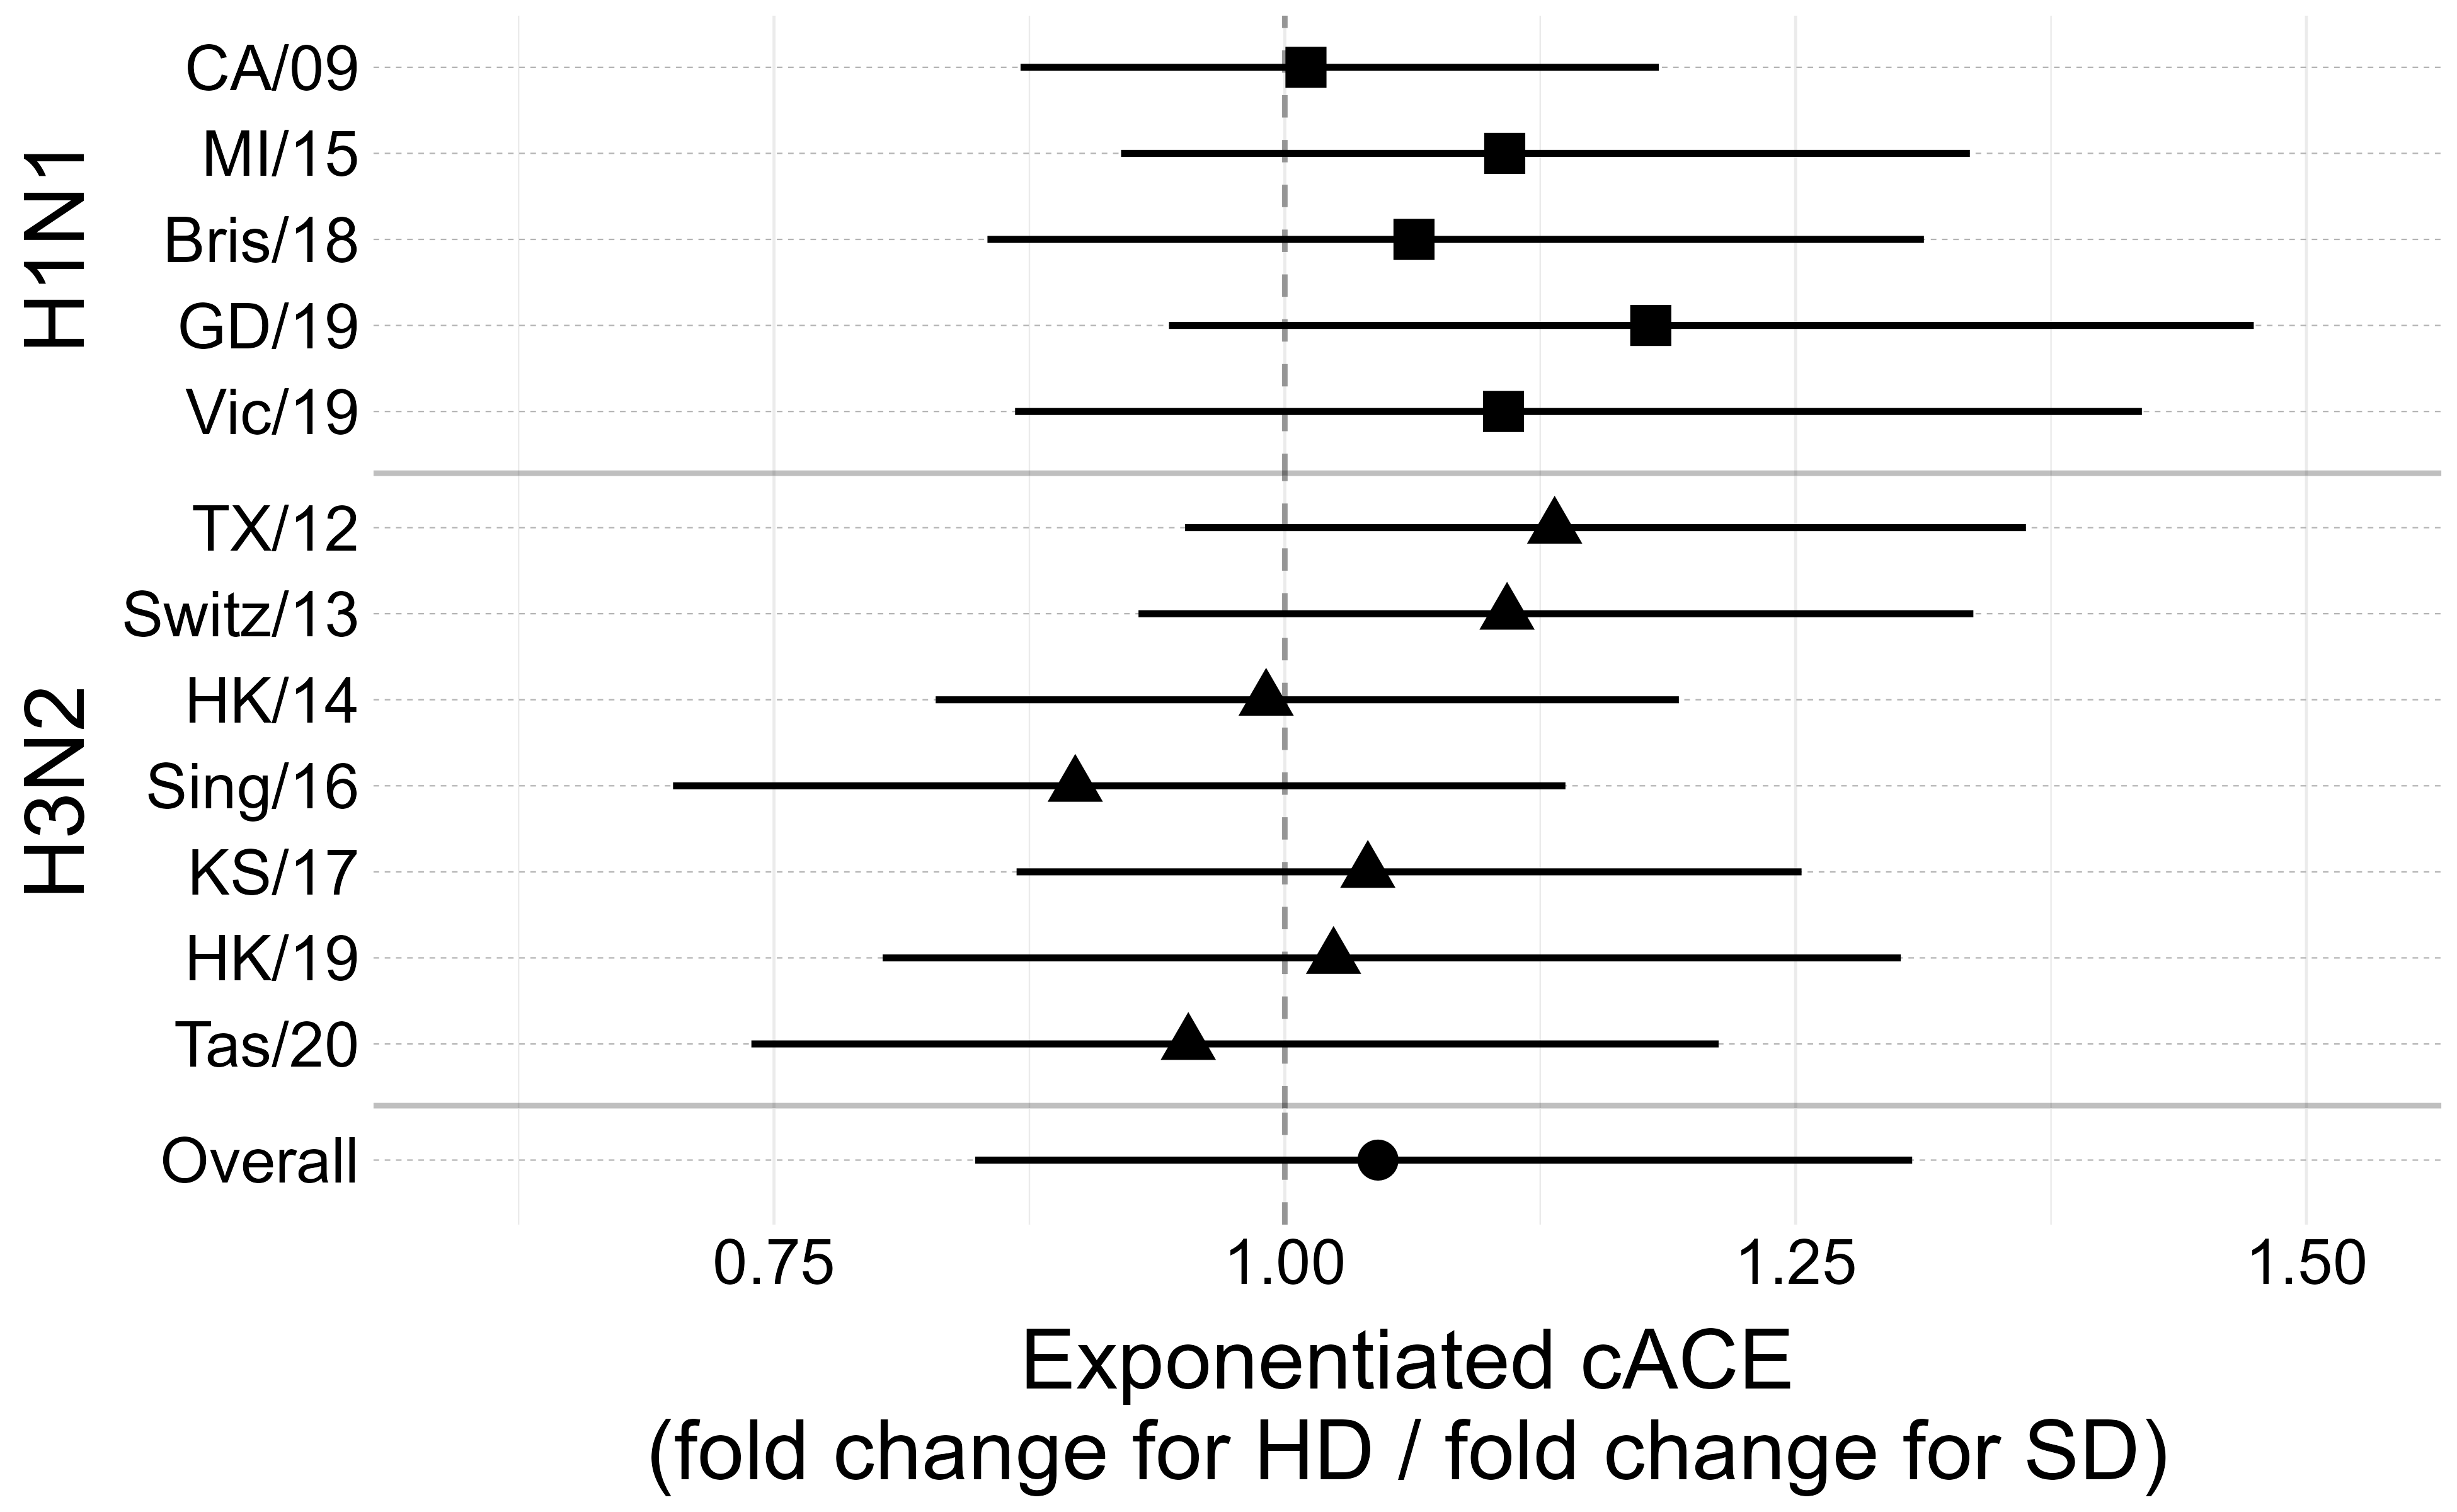 H1N1
CA/09
MI/15
Bris/18
GD/19
Vic/19
H3N2
TX/12
Switz/13
HK/14
Sing/16
KS/17
HK/19
Tas/20
Overall
0.75 1.00 1.25 1.50
Exponentiated cACE
(fold change for HD / fold change for SD)